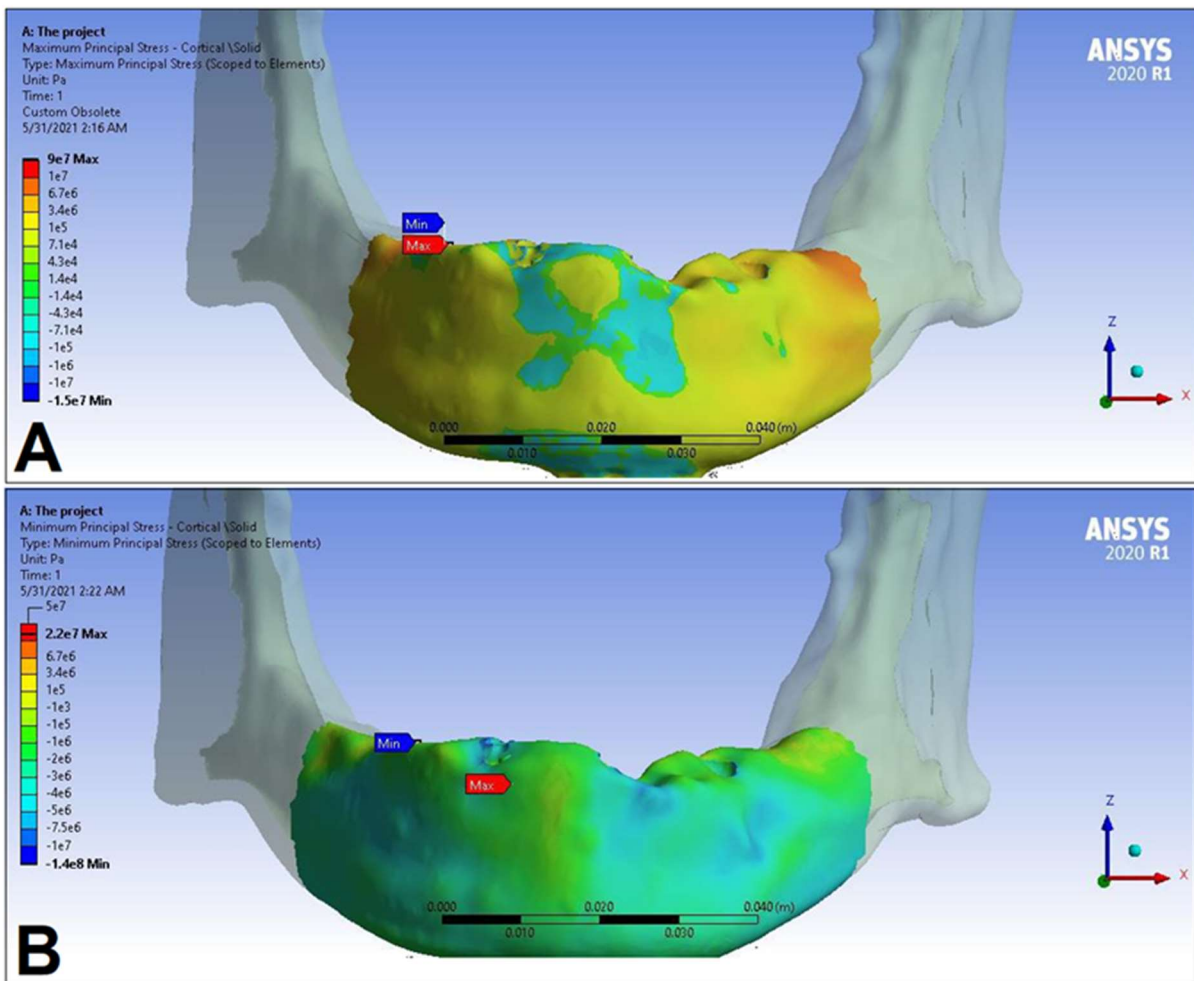 A: The project
Maximum Principal Stress - Cortical \Solid
Type: Maximum Principal Stress (Scoped to Elements)
Unit: Pa
Time: 1
Custom Obsolete
5/31/2021 2:16 AM
ANSYS
2020 R1
9e7 Max
1e7
6.7e6
3.4e6
1e5
7.1e4
4.3e4
1.4e4
-1.4e4
-4.3e4
-7.1e4
-1e5
-1e6
-1e7
-1.5e7 Min
Min
Max
Z
X
0.000 0.020 0.040 (m)
0.010 0.030
A
A: The project
Minimum Principal Stress - Cortical \Solid
Type: Minimum Principal Stress (Scoped to Elements)
Unit: Pa
Time: 1
5/31/2021 2:22 AM
ANSYS
2020 R1
5e7
2.2e7 Max
6.7e6
3.4e6
1e5
-1e3
-1e5
-1e6
-2e6
-3e6
-4e6
-5e6
-7.5e6
-1e7
-1.4e8 Min
Min
Max
Z
X
0.000 0.020 0.040 (m)
0.010 0.030
B